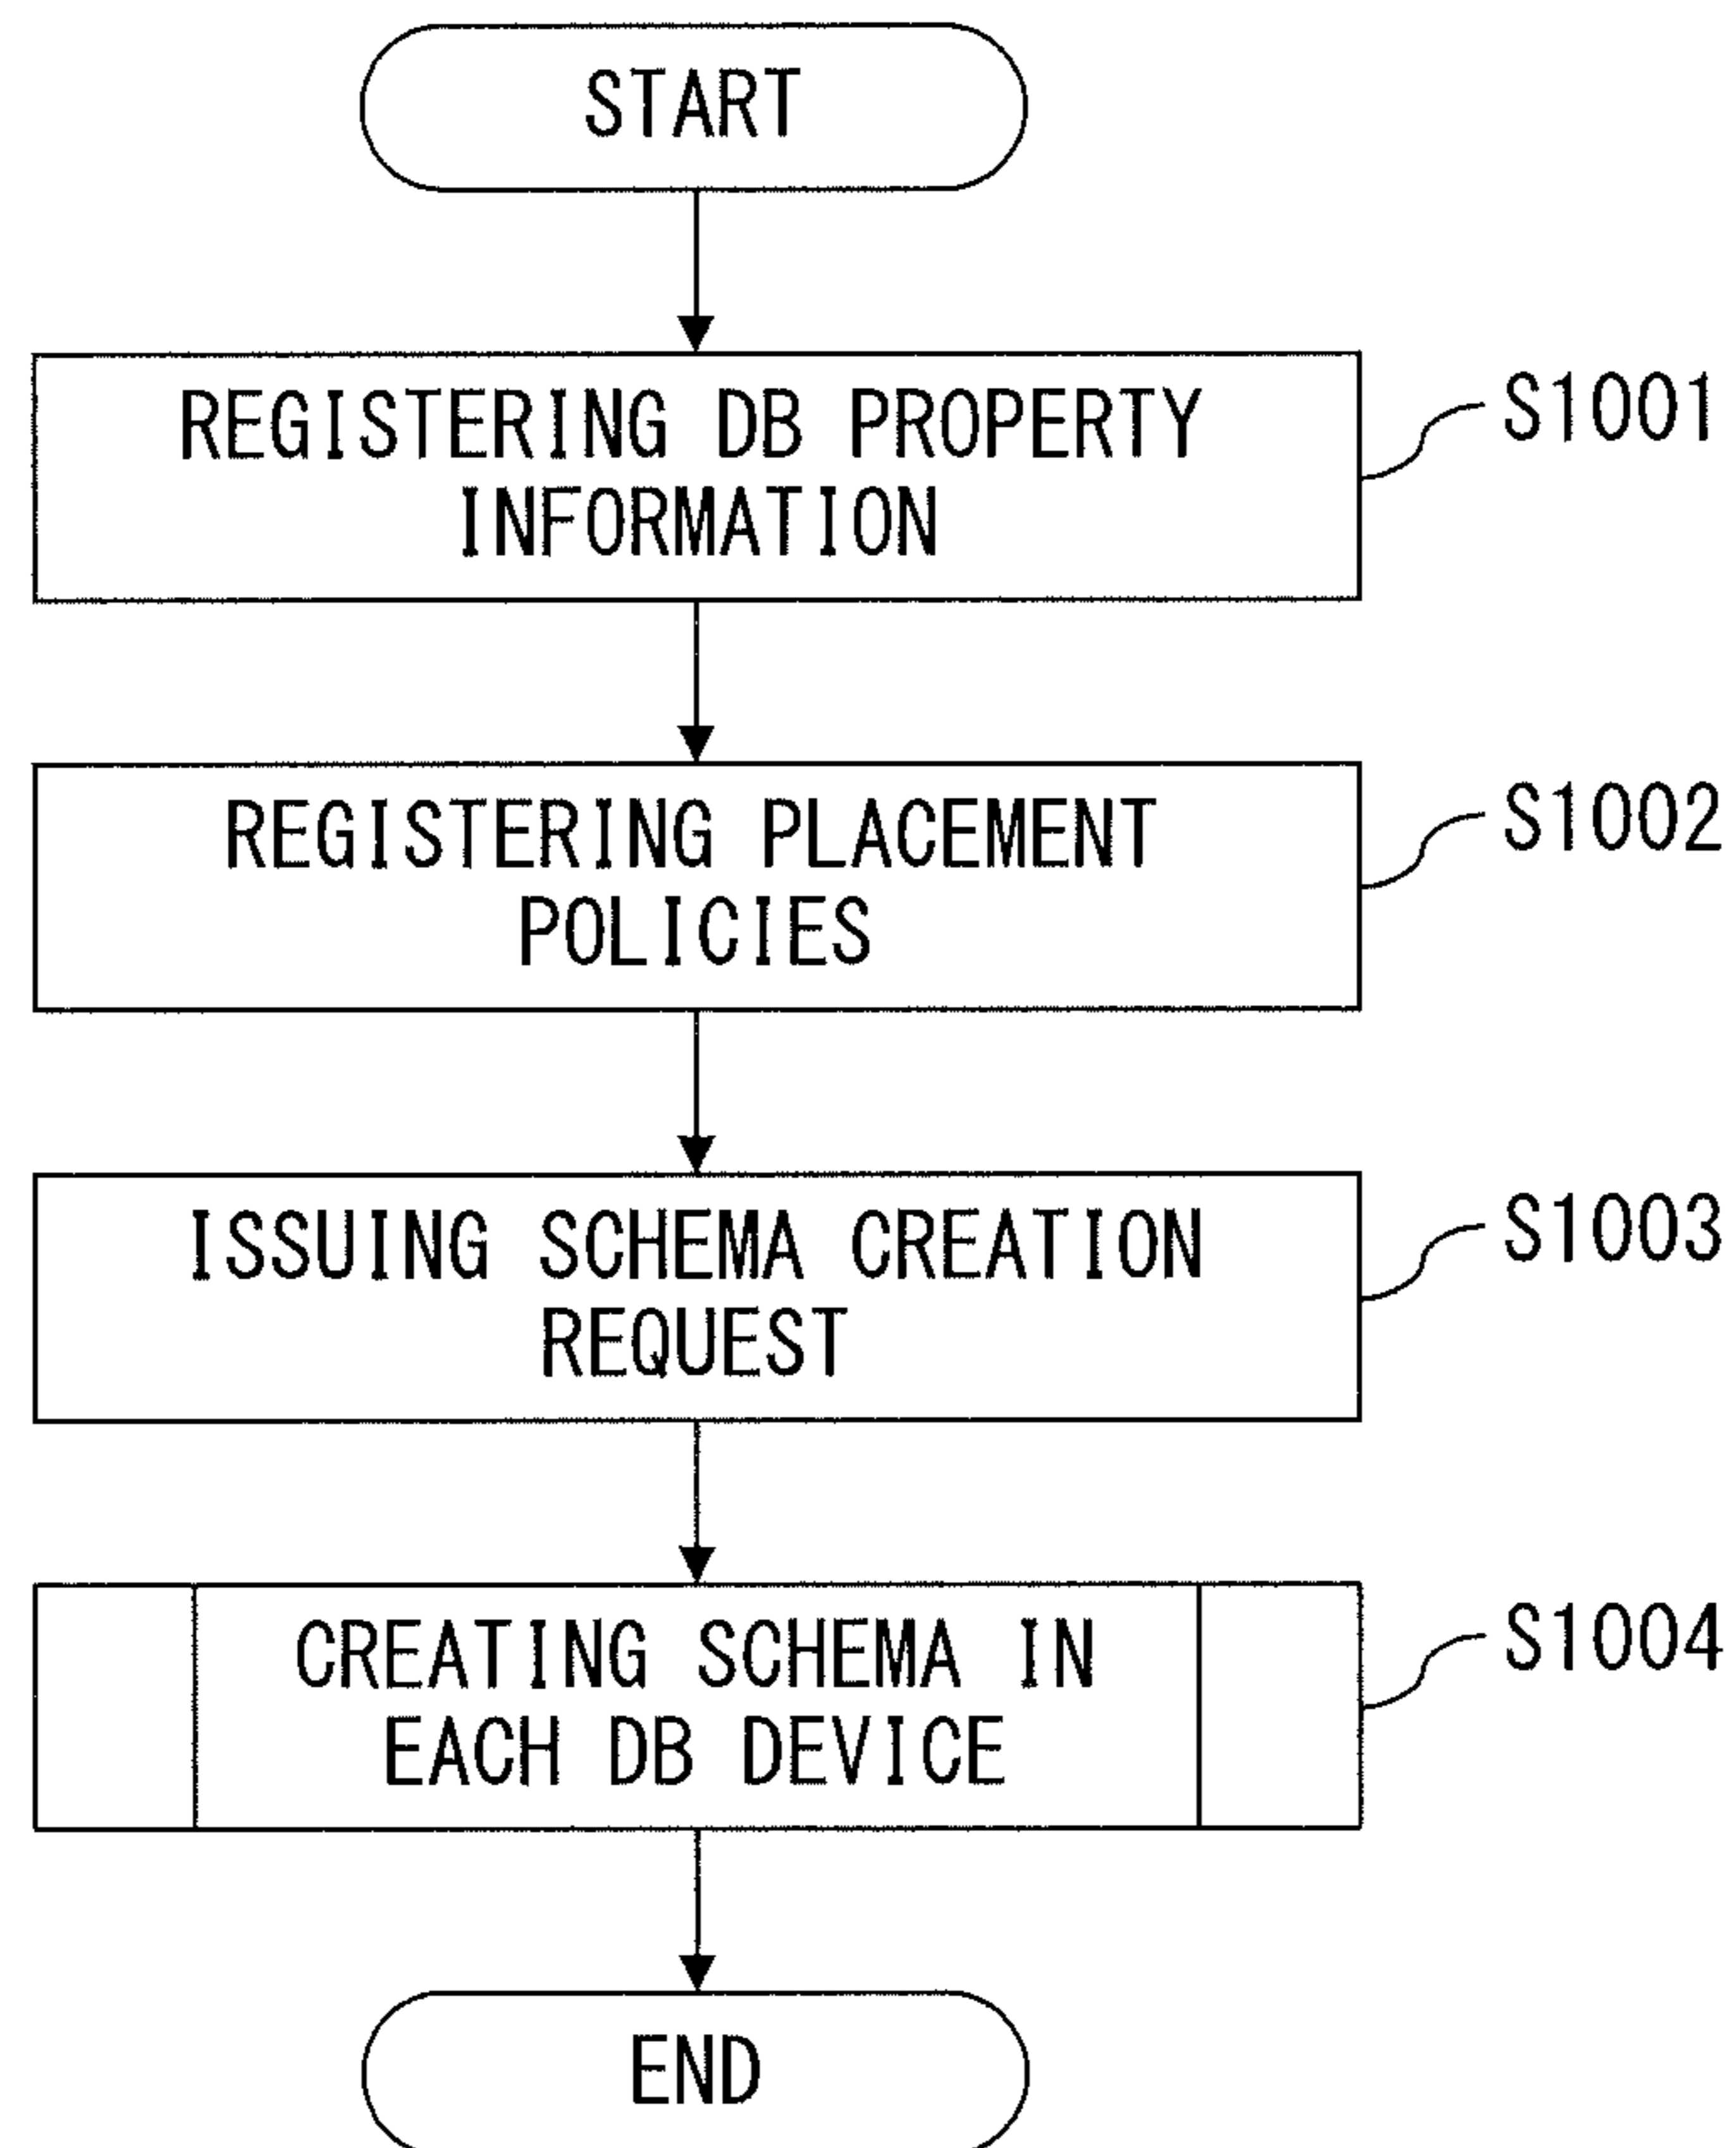 START
REGISTERING DB PROPERTY
INFORMATION
S1001
REGISTERING PLACEMENT
POLICIES
S1002
ISSUING SCHEMA CREATION
REQUEST
S1003
CREATING SCHEMA IN
EACH DB DEVICE
S1004
END